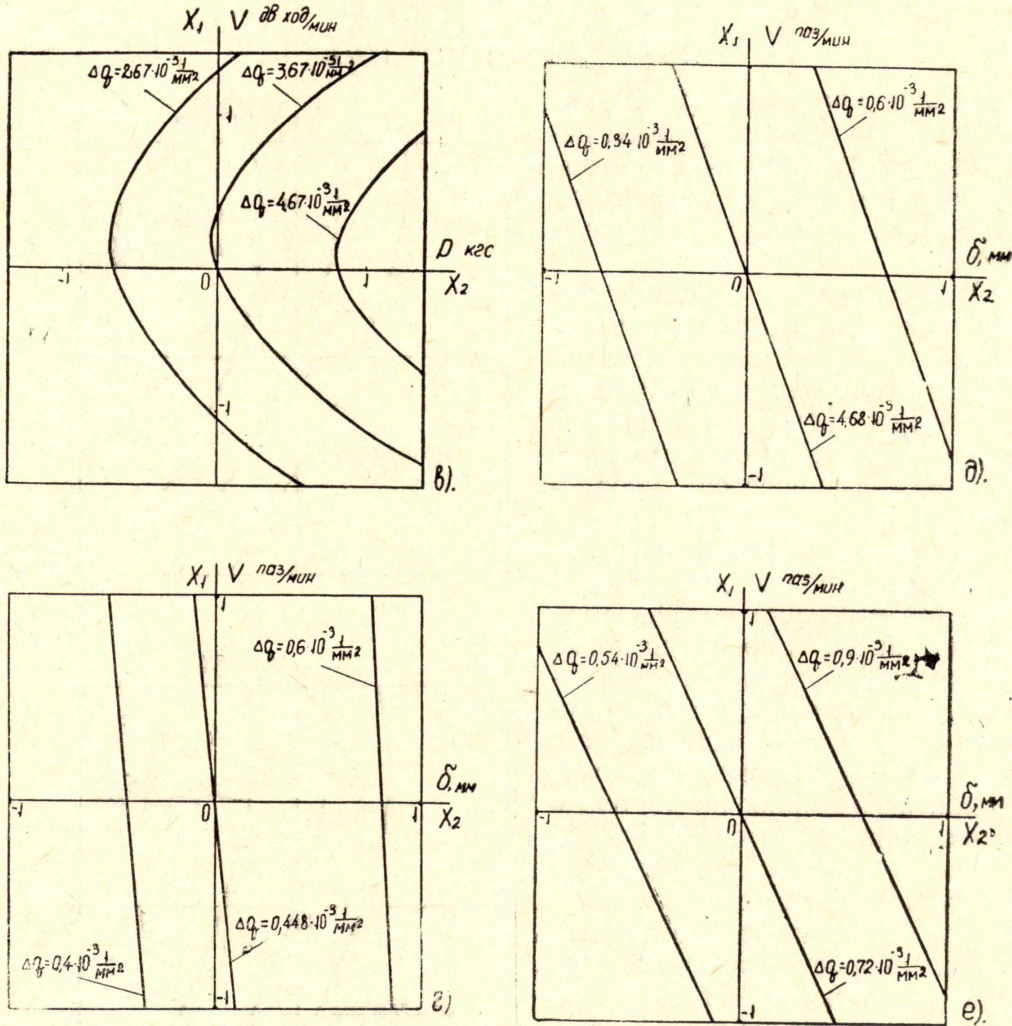 X₁ V дв ход/мин
Δq=2,67·10⁻³ 1/мм²
Δq=3,67·10⁻³ 1/мм²
1
Δq=4,67·10⁻³ 1/мм²
P кгс
-1
0
1
X₂
-1
в).
X₁ V паз/мин
Δq=0,34·10⁻³ 1/мм²
Δq=0,6·10⁻³ 1/мм²
δ, мм
-1
0
1
X₂
Δq=4,68·10⁻³ 1/мм²
-1
д).
X₁ V паз/мин
1
Δq=0,6·10⁻³ 1/мм²
δ, мм
-1
0
1
X₂
Δq=0,448·10⁻³ 1/мм²
Δq=0,4·10⁻³ 1/мм²
-1
г)
X₁ V паз/мин
1
Δq=0,54·10⁻³ 1/мм²
Δq=0,9·10⁻³ 1/мм²
δ, мм
-1
0
1
X₂
Δq=0,72·10⁻³ 1/мм²
-1
е).